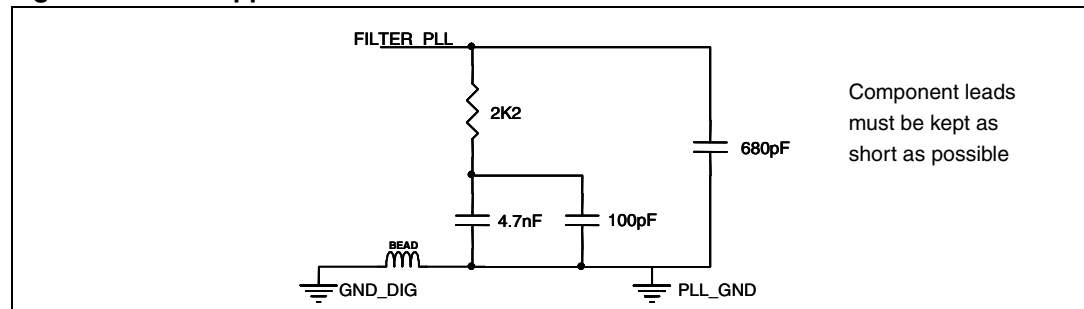 FILTER_PLL
2K2
Component leads
must be kept as
short as possible
680pF
4.7nF
100pF
BEAD
GND_DIG
PLL_GND